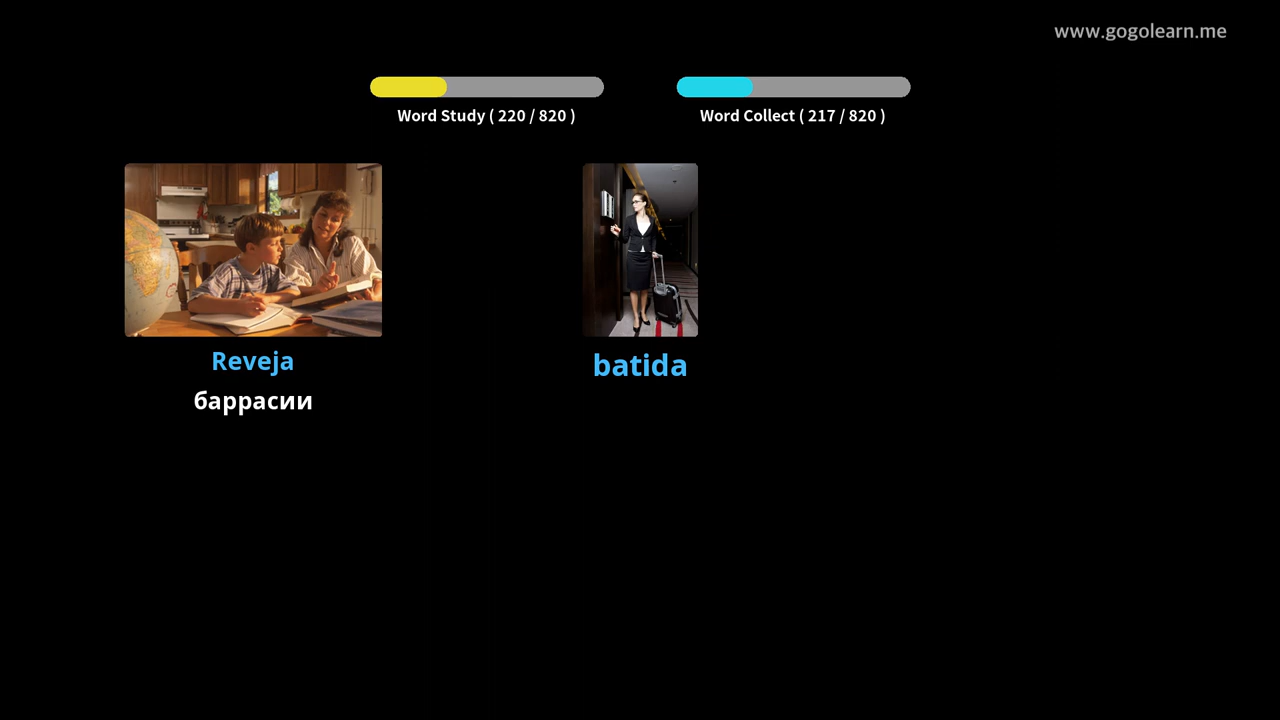 www.gogolearn.me
Word Study ( 220 / 820 )
Word Collect ( 217 / 820 )
Reveja
баррасии
batida